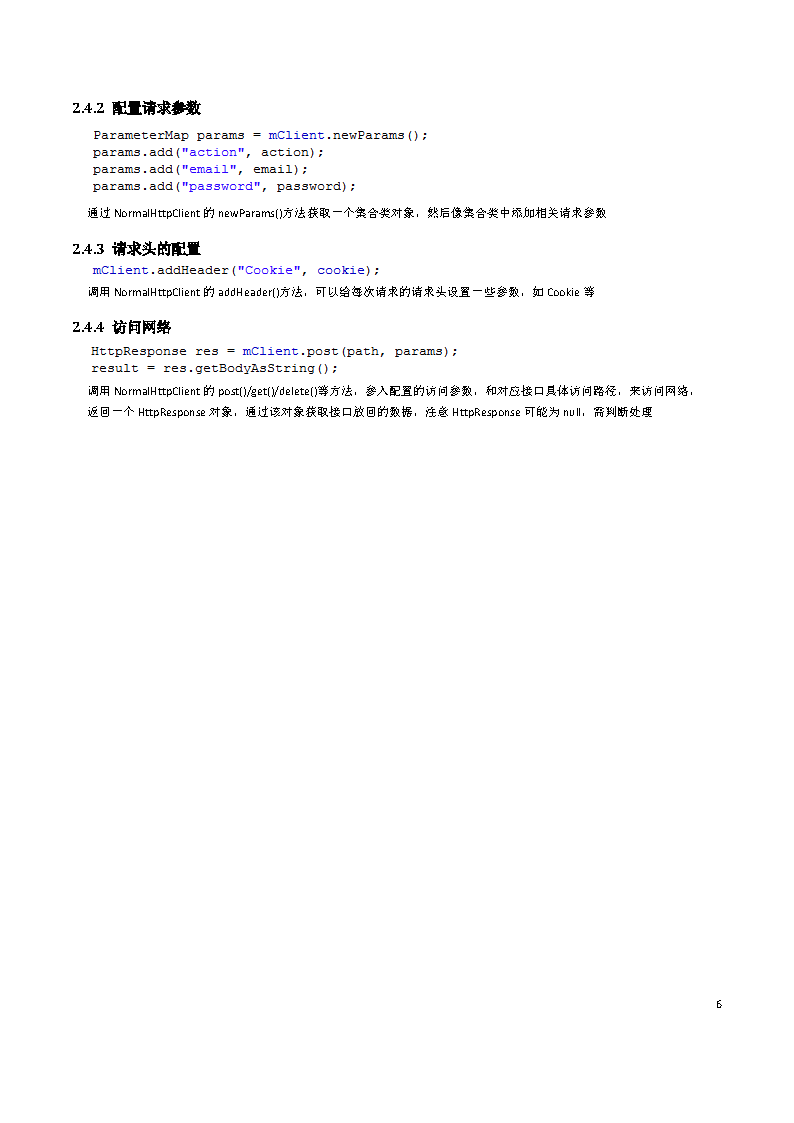 2.4.2 配置请求参数
ParameterMap params = mClient.newParams();
params.add("action", action);
params.add("email", email);
params.add("password", password);
通过 NormalHttpClient 的 newParams()方法获取一个集合类对象，然后像集合类中添加相关请求参数
2.4.3 请求头的配置
mClient.addHeader("Cookie", cookie);
调用 NormalHttpClient 的 addHeader()方法，可以给每次请求的请求头设置一些参数，如 Cookie 等
2.4.4 访问网络
HttpResponse res = mClient.post(path, params);
result = res.getBodyAsString();
调用 NormalHttpClient 的 post()/get()/delete()等方法，参入配置的访问参数，和对应接口具体访问路径，来访问网络，
返回一个 HttpResponse 对象，通过该对象获取接口放回的数据，注意 HttpResponse 可能为 null，需判断处理
6